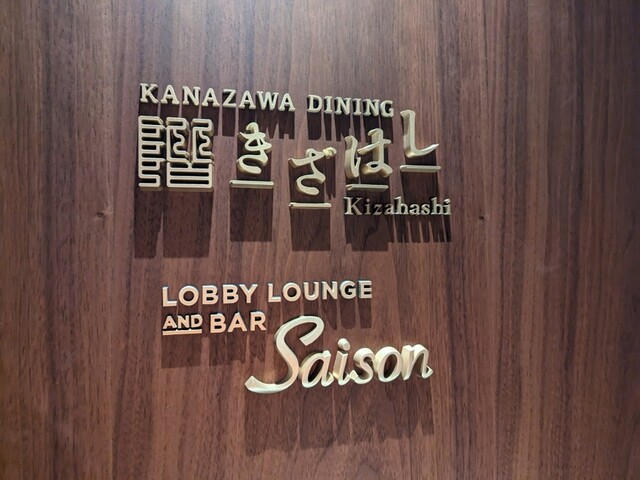 KANAZAWA DINING
きざはし
Kizahashi
LOBBY LOUNGE
AND BAR
Saison